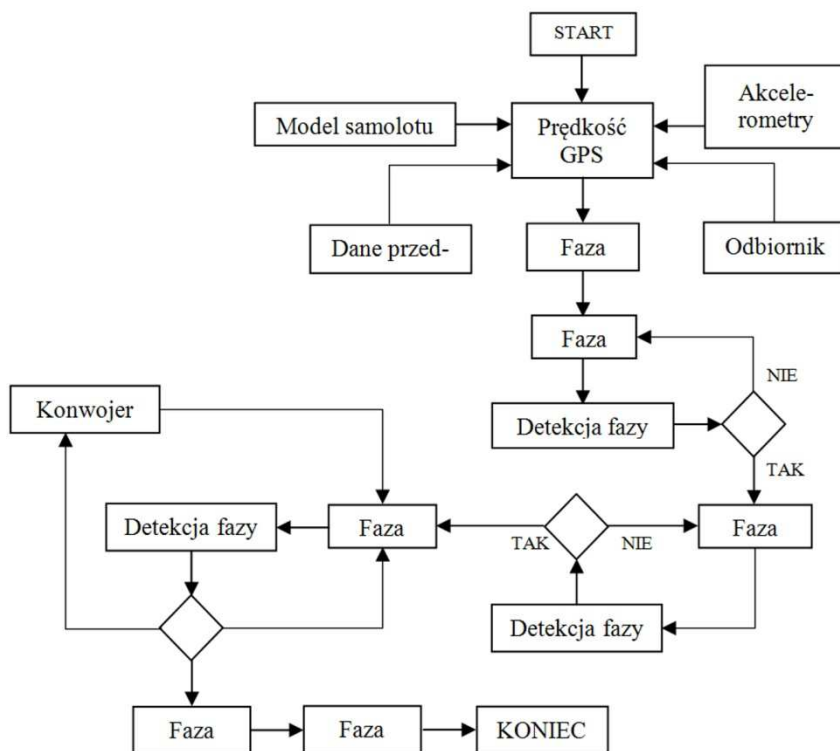 START
Akcele-
rometry
Model samolotu
Prędkość
GPS
Dane przed-
Faza
Odbiornik
Faza
NIE
Konwojer
Detekcja fazy
TAK
Detekcja fazy
Faza
TAK
NIE
Faza
Detekcja fazy
Faza
Faza
KONIEC